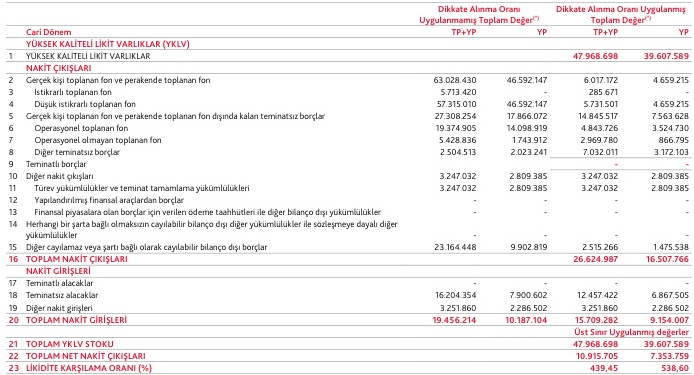 Dikkate Alınma Oranı Uygulanmamış Toplam Değer(*) Dikkate Alınma Oranı Uygulanmış Toplam Değer(*)
Cari Dönem TP+YP YP TP+YP YP
YÜKSEK KALİTELİ LİKİT VARLIKLAR (YKLV)
1 YÜKSEK KALİTELİ LİKİT VARLIKLAR 47.968.698 39.607.589
NAKİT ÇIKIŞLARI
2 Gerçek kişi toplanan fon ve perakende toplanan fon 63.028.430 46.592.147 6.017.172 4.659.215
3 İstikrarlı toplanan fon 5.713.420 - 285.671 -
4 Düşük istikrarlı toplanan fon 57.315.010 46.592.147 5.731.501 4.659.215
5 Gerçek kişi toplanan fon ve perakende toplanan fon dışında kalan teminatsız borçlar 27.308.254 17.866.072 14.845.517 7.563.628
6 Operasyonel toplanan fon 19.374.905 14.098.919 4.843.726 3.524.730
7 Operasyonel olmayan toplanan fon 5.428.836 1.743.912 2.969.780 866.795
8 Diğer teminatsız borçlar 2.504.513 2.023.241 7.032.011 3.172.103
9 Teminatlı borçlar - -
10 Diğer nakit çıkışları 3.247.032 2.809.385 3.247.032 2.809.385
11 Türev yükümlülükler ve teminat tamamlama yükümlülükleri 3.247.032 2.809.385 3.247.032 2.809.385
12 Yapılandırılmış finansal araçlardan borçlar - - - -
13 Finansal piyasalara olan borçlar için verilen ödeme taahhütleri ile diğer bilanço dışı yükümlülükler - - - -
14 Herhangi bir şarta bağlı olmaksızın cayılabilir bilanço dışı diğer yükümlülükler ile sözleşmeye dayalı diğer
yükümlülükler - - - -
15 Diğer cayılamaz veya şartı bağlı olarak cayılabilir bilanço dışı borçlar 23.164.448 9.902.819 2.515.266 1.475.538
16 TOPLAM NAKİT ÇIKIŞLARI 26.624.987 16.507.766
NAKİT GİRİŞLERİ
17 Teminatlı alacaklar - - - -
18 Teminatsız alacaklar 16.204.354 7.900.602 12.457.422 6.867.505
19 Diğer nakit girişleri 3.251.860 2.286.502 3.251.860 2.286.502
20 TOPLAM NAKİT GİRİŞLERİ 19.456.214 10.187.104 15.709.282 9.154.007
Üst Sınır Uygulanmış değerler
21 TOPLAM YKLV STOKU 47.968.698 39.607.589
22 TOPLAM NET NAKİT ÇIKIŞLARI 10.915.705 7.353.759
23 LİKİDİTE KARŞILAMA ORANI (%) 439,45 538,60